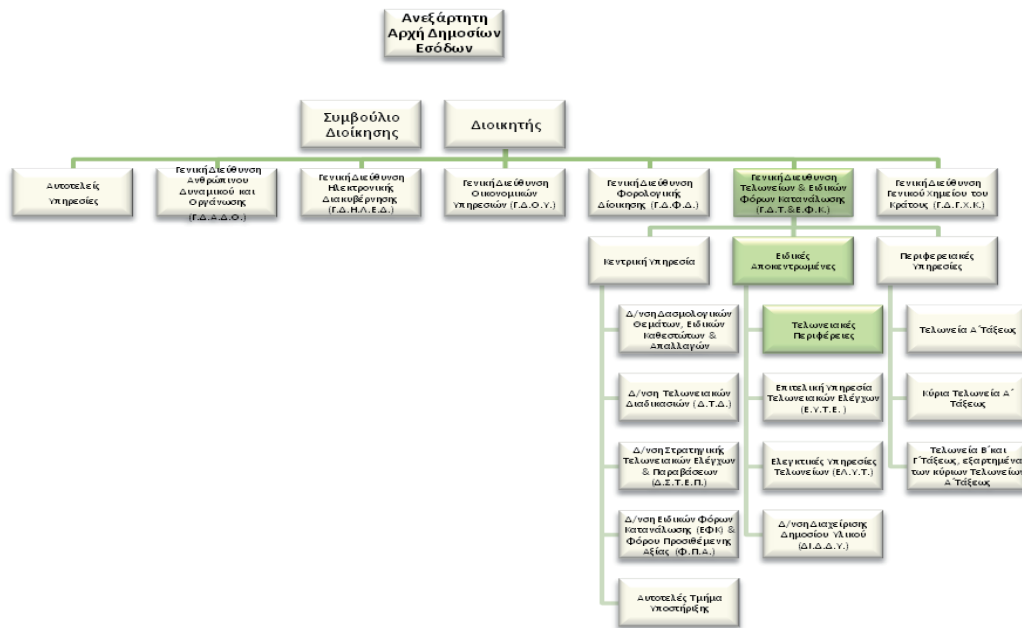 Ανεξάρτητη
Αρχή Δημοσίων
Εσόδων
Συμβούλιο
Διοίκησης
Διοικητής
Αυτοτελείς
Υπηρεσίες
Γενική Διεύθυνση
Ανθρώπινου
Δυναμικού και
Οργάνωσης
(Γ.Δ.Α.Δ.Ο.)
Γενική Διεύθυνση
Ηλεκτρονικής
Διακυβέρνησης
(Γ.Δ.ΗΛ.Ε.Δ.)
Γενική Διεύθυνση
Οικονομικών
Υπηρεσιών (Γ.Δ.Ο.Υ.)
Γενική Διεύθυνση
Φορολογικής
Διοίκησης (Γ.Δ.Φ.Δ.)
Γενική Διεύθυνση
Τελωνείων & Ειδικών
Φόρων Κατανάλωσης
(Γ.Δ.Τ.&Ε.Φ.Κ.)
Γενική Διεύθυνση
Γενικού Χημείου του
Κράτους (Γ.Δ.Γ.Χ.Κ.)
Κεντρική Υπηρεσία
Ειδικές
Αποκεντρωμένες
Περιφερειακές
Υπηρεσίες
Δ/νση Δασμολογικών
Θεμάτων, Ειδικών
Καθεστώτων &
Απαλλαγών
Δ/νση Τελωνειακών
Διαδικασιών (Δ.Τ.Δ.)
Δ/νση Στρατηγικής
Τελωνειακών Ελέγχων
& Παραβάσεων
(Δ.Σ.Τ.Ε.Π.)
Δ/νση Ειδικών Φόρων
Κατανάλωσης (ΕΦΚ) &
Φόρου Προσιθέμενης
Αξίας (Φ.Π.Α.)
Αυτοτελές Τμήμα
Υποστήριξης
Τελωνειακές
Περιφέρειες
Επιτελική Υπηρεσία
Τελωνειακών Ελέγχων
(Ε.Υ.Τ.Ε. )
Ελεγκτικές Υπηρεσίες
Τελωνείων (ΕΛ.Υ.Τ.)
Δ/νση Διαχείρισης
Δημοσίου Υλικού
(ΔΙ.Δ.Δ.Υ.)
Τελωνεία Α΄Τάξεως
Κύρια Τελωνεία Α΄
Τάξεως
Τελωνεία Β΄και
Γ΄Τάξεως, εξαρτημένα
των κύριων Τελωνείων
Α΄Τάξεως